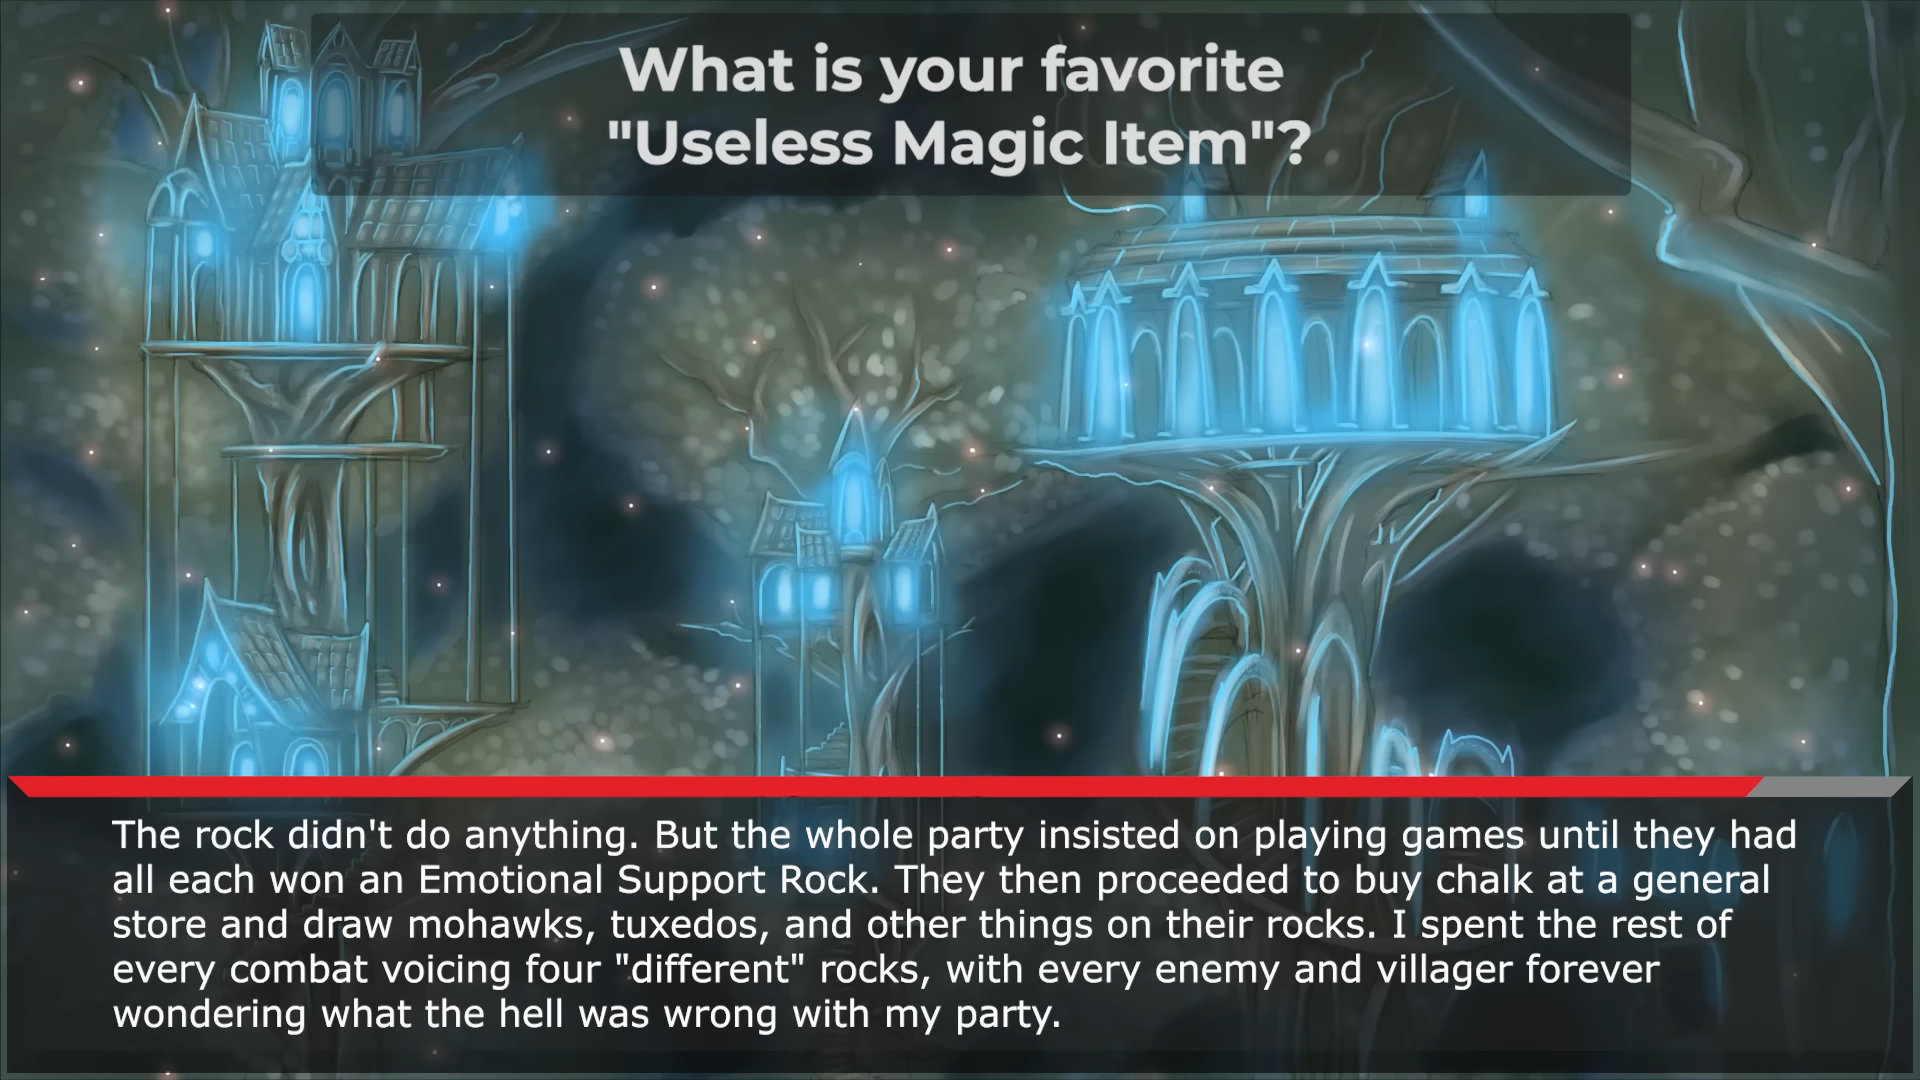 What is your favorite
"Useless Magic Item"?
The rock didn't do anything. But the whole party insisted on playing games until they had
all each won an Emotional Support Rock. They then proceeded to buy chalk at a general
store and draw mohawks, tuxedos, and other things on their rocks. I spent the rest of
every combat voicing four "different" rocks, with every enemy and villager forever
wondering what the hell was wrong with my party.